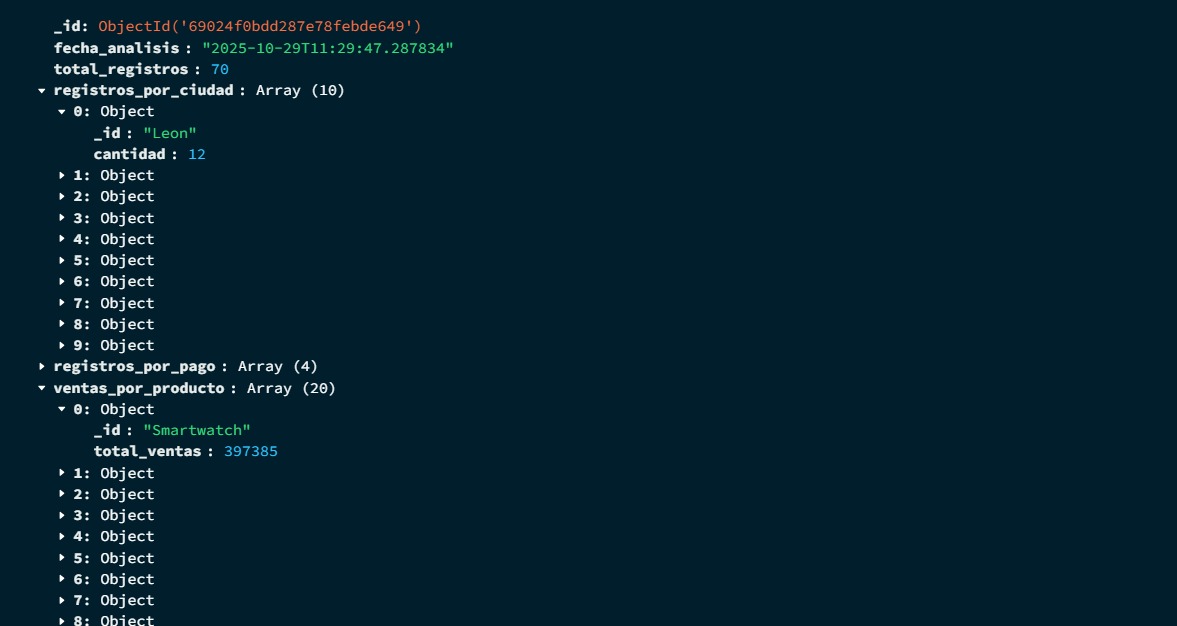 _id: ObjectId('69024f0bdd287e78febde649')
fecha_analisis : "2025-10-29T11:29:47.287834"
total_registros : 70
registros_por_ciudad : Array (10)
0: Object
_id : "Leon"
cantidad : 12
1: Object
2: Object
3: Object
4: Object
5: Object
6: Object
7: Object
8: Object
9: Object
registros_por_pago : Array (4)
ventas_por_producto : Array (20)
0: Object
_id : "Smartwatch"
total_ventas : 397385
1: Object
2: Object
3: Object
4: Object
5: Object
6: Object
7: Object
8: Object